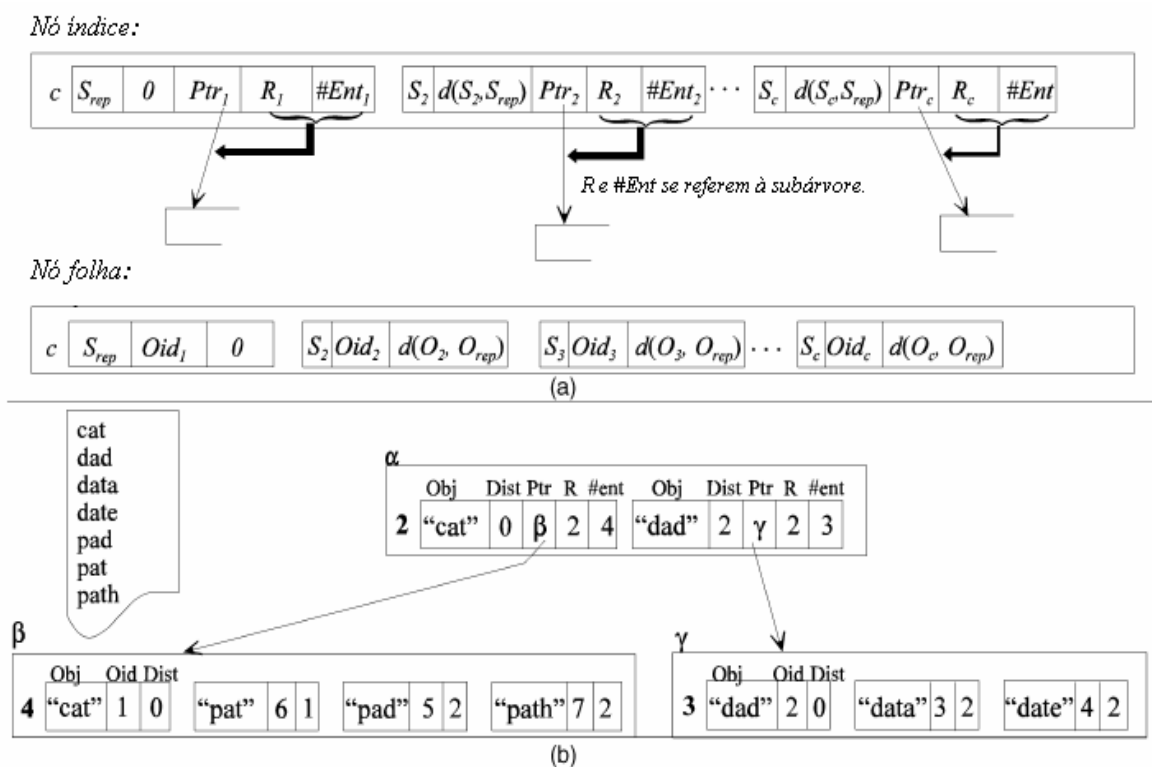 Nó índice:
c S_rep 0 Ptr_1 R_1 #Ent_1 S_2 d(S_2,S_rep) Ptr_2 R_2 #Ent_2 ··· S_c d(S_c,S_rep) Ptr_c R_c #Ent
R e #Ent se referem à subárvore.
Nó folha:
c S_rep Oid_1 0 S_2 Oid_2 d(O_2, O_rep) S_3 Oid_3 d(O_3, O_rep) ··· S_c Oid_c d(O_c, O_rep)
(a)
cat
dad
data
date
pad
pat
path
α
Obj Dist Ptr R #ent Obj Dist Ptr R #ent
2 “cat” 0 β 2 4 “dad” 2 γ 2 3
β
Obj Oid Dist
4 “cat” 1 0 “pat” 6 1 “pad” 5 2 “path” 7 2
γ
Obj Oid Dist
3 “dad” 2 0 “data” 3 2 “date” 4 2
(b)